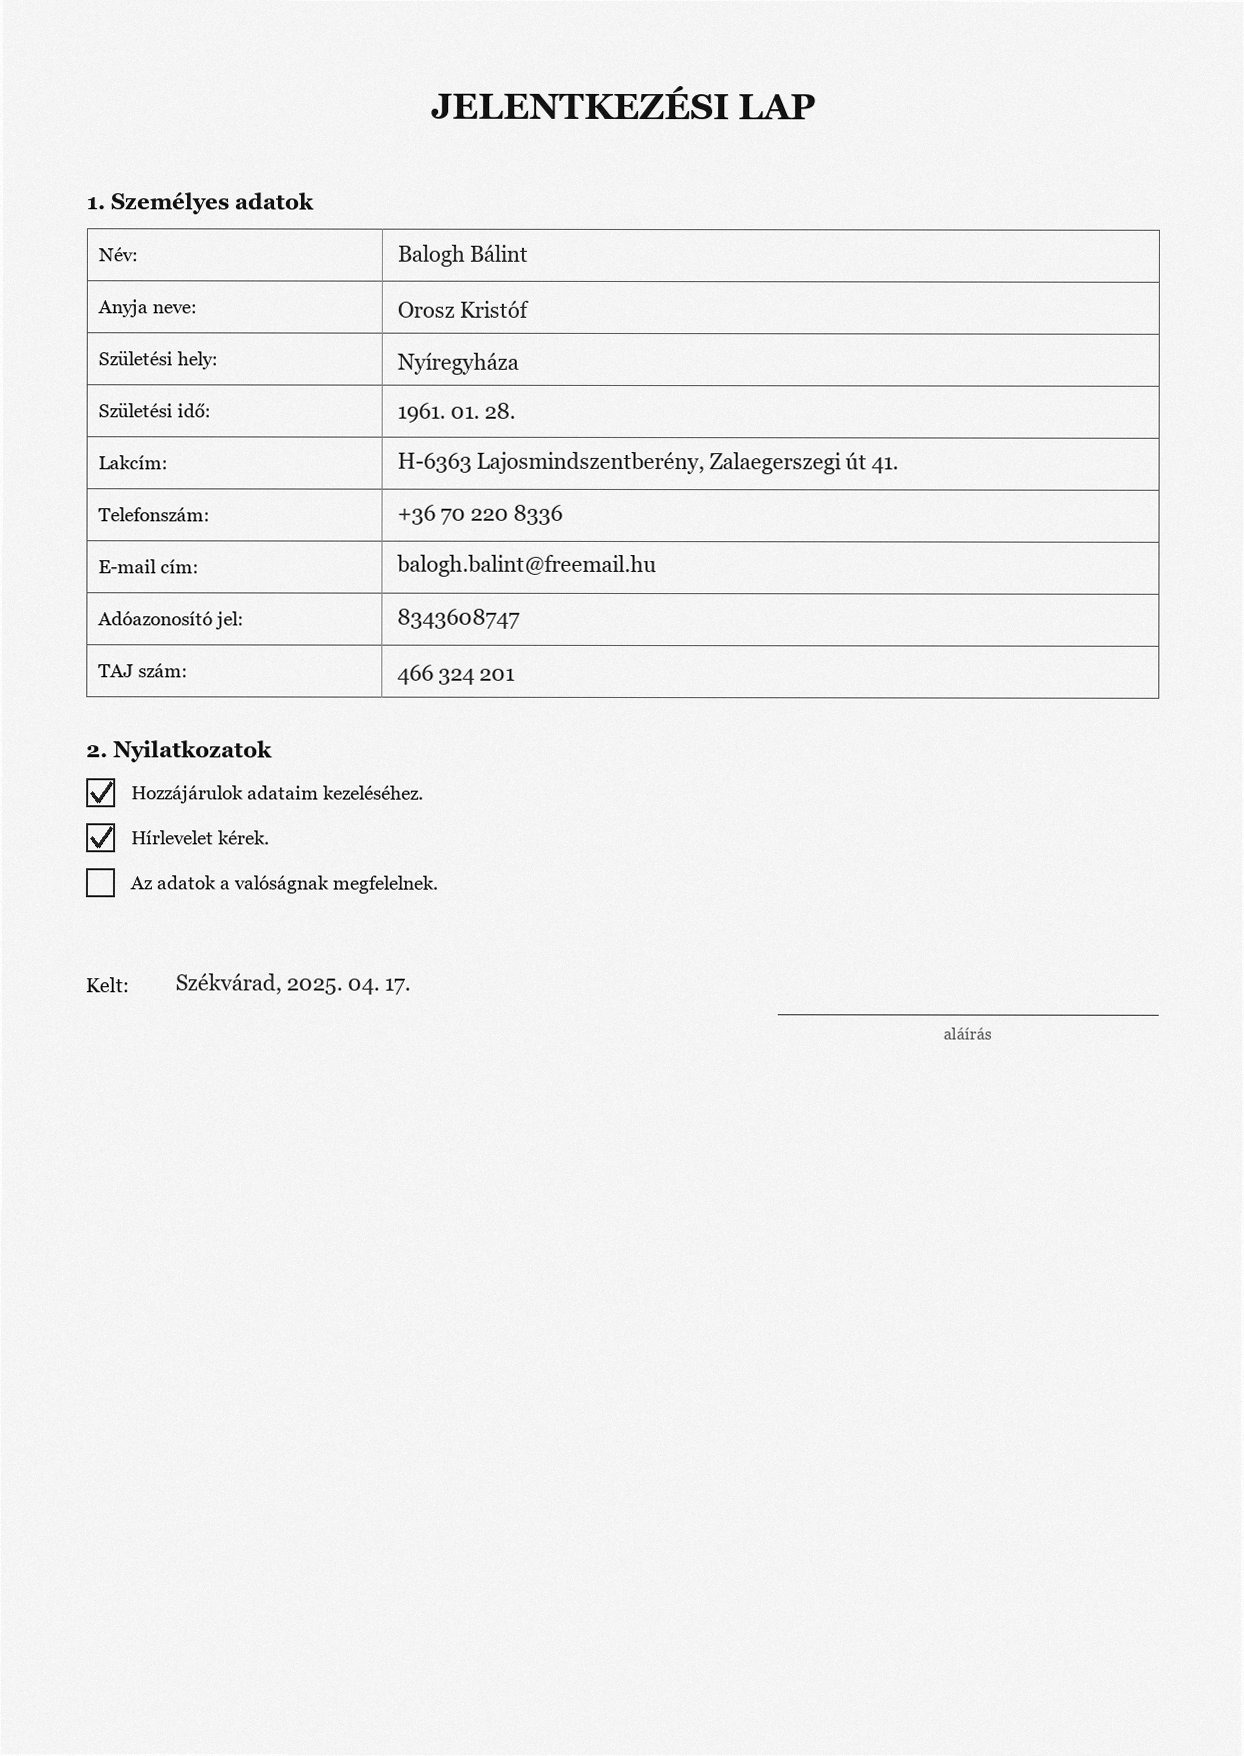 JELENTKEZÉSI LAP
1. Személyes adatok
Név: Balogh Bálint
Anyja neve: Orosz Kristóf
Születési hely: Nyíregyháza
Születési idő: 1961. 01. 28.
Lakcím: H-6363 Lajosmindszentberény, Zalaegerszegi út 41.
Telefonszám: +36 70 220 8336
E-mail cím: balogh.balint@freemail.hu
Adóazonosító jel: 8343608747
TAJ szám: 466 324 201
2. Nyilatkozatok
Hozzájárulok adataim kezeléséhez.
Hírlevelet kérek.
Az adatok a valóságnak megfelelnek.
Kelt: Székvárad, 2025. 04. 17.
aláírás